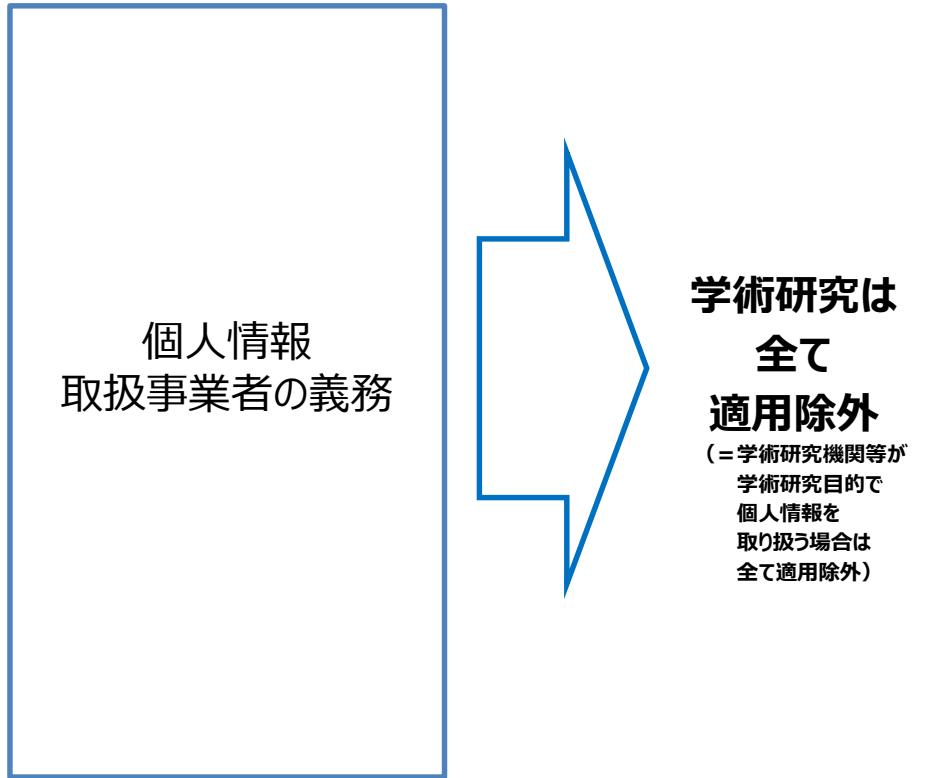 個人情報
取扱事業者の義務
学術研究は
全て
適用除外
（＝学術研究機関等が
学術研究目的で
個人情報を
取り扱う場合は
全て適用除外）